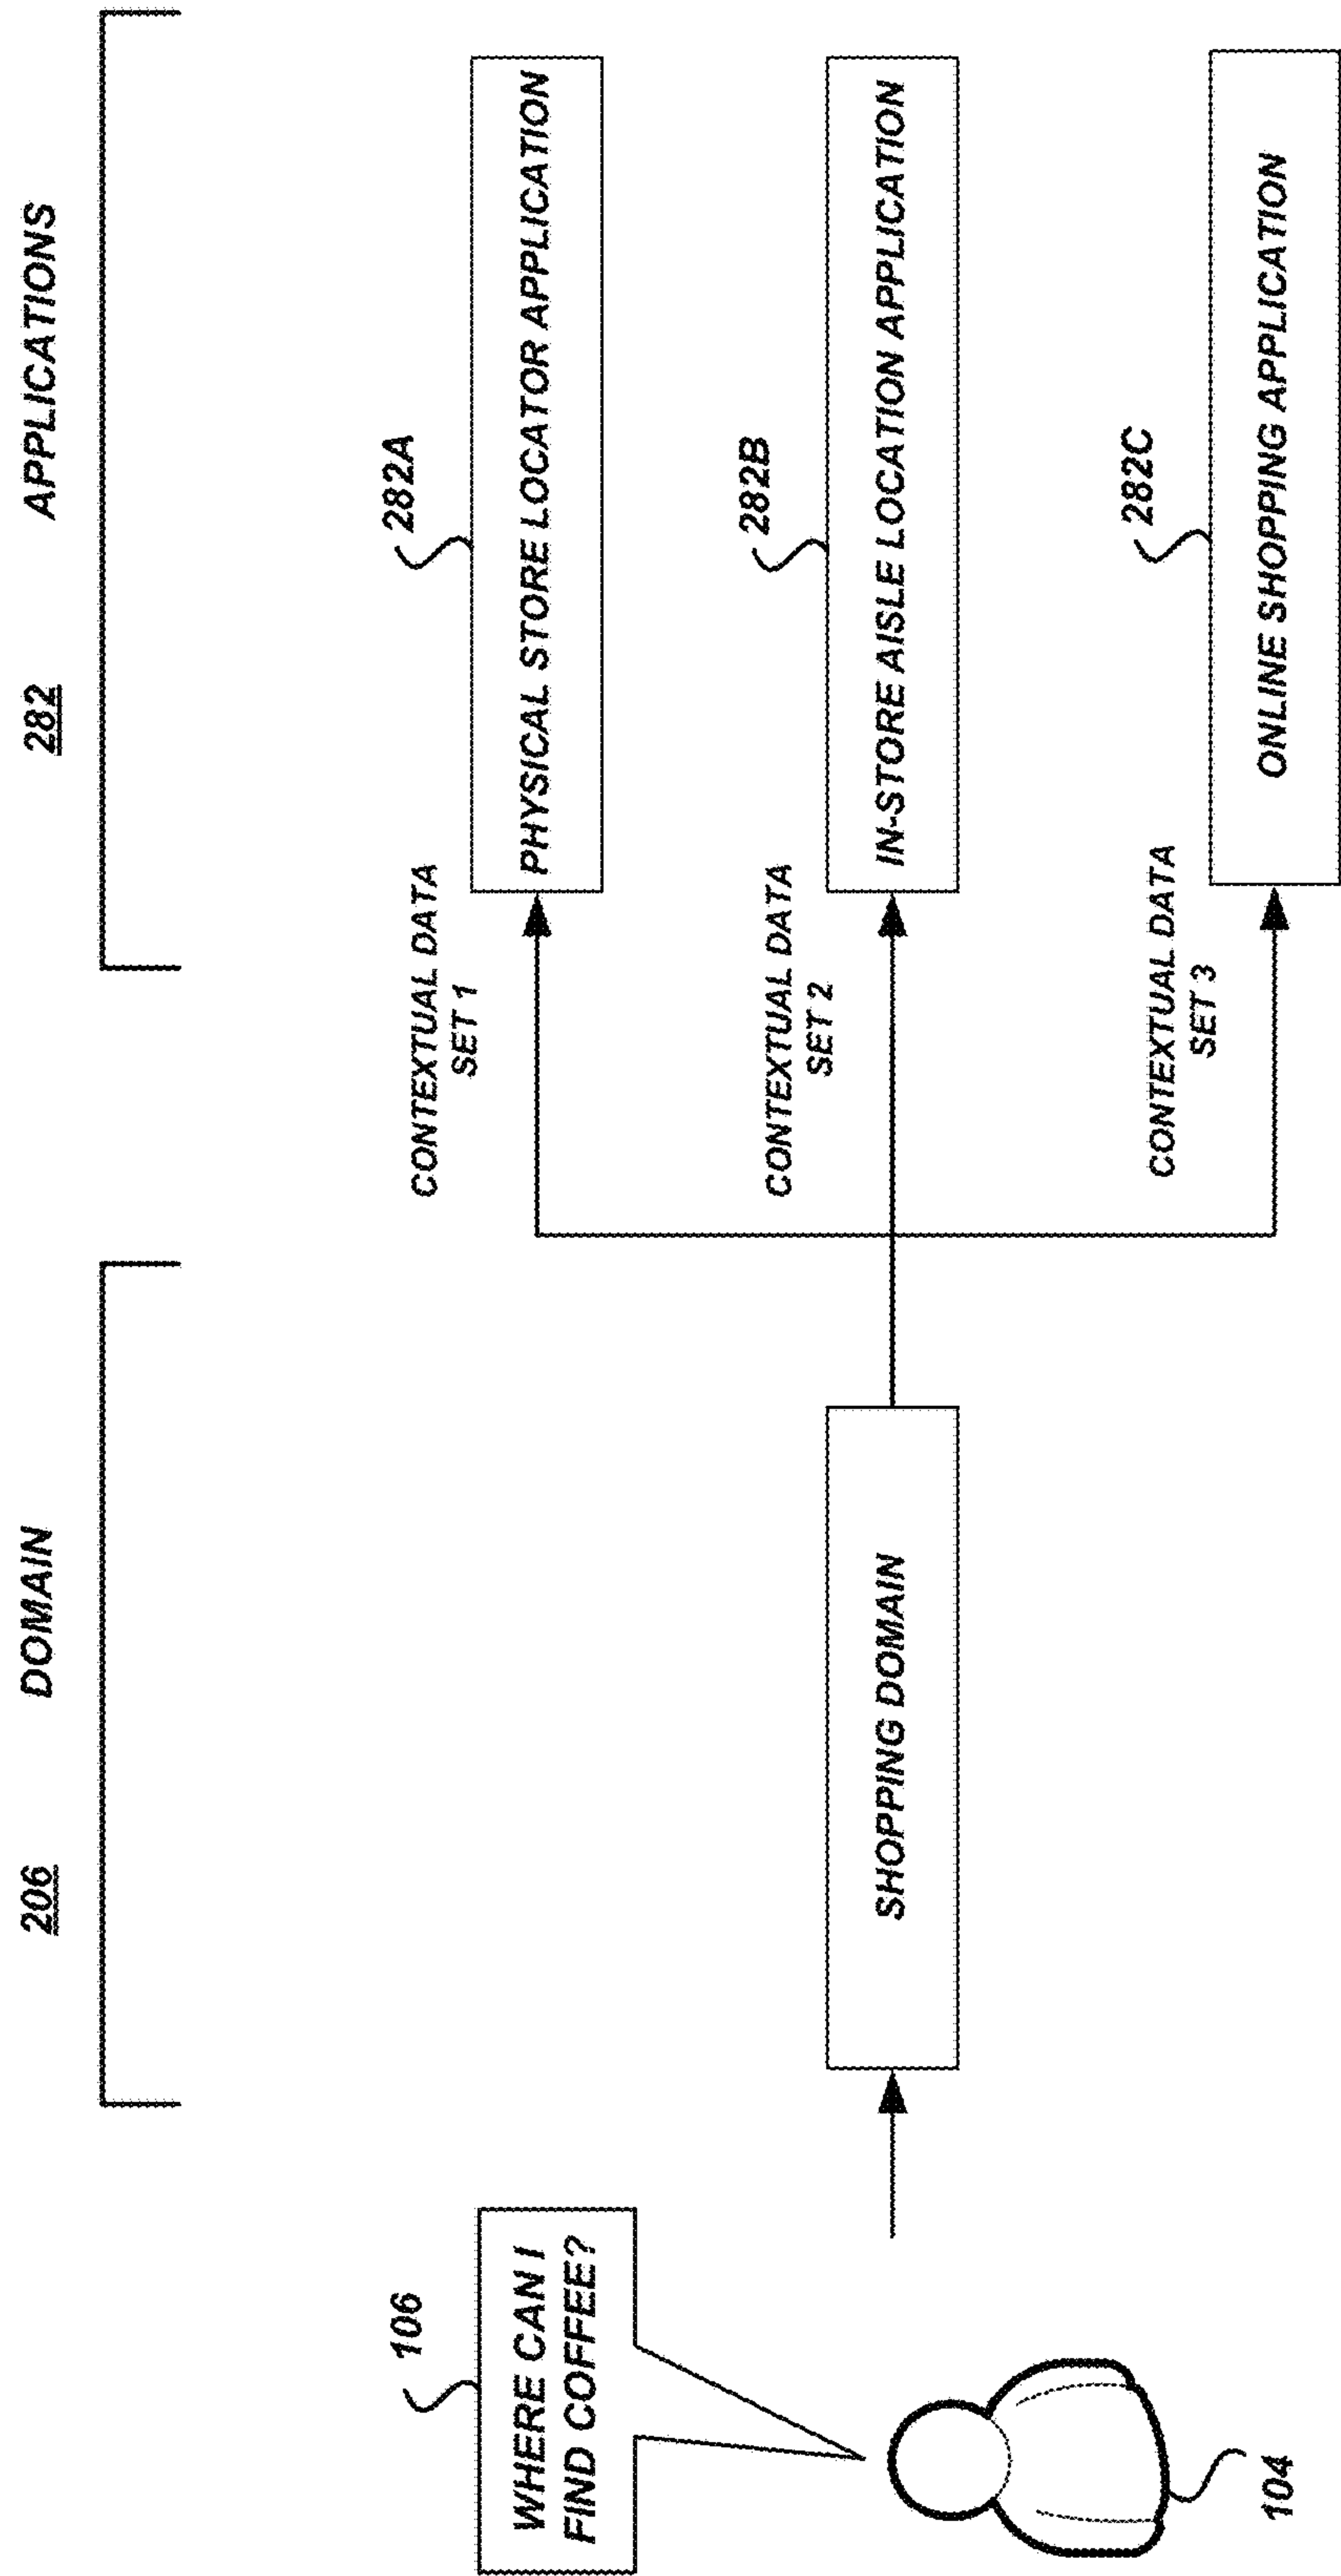 206 DOMAIN
282 APPLICATIONS
106
WHERE CAN I
FIND COFFEE?
104
SHOPPING DOMAIN
CONTEXTUAL DATA
SET 1
282A
PHYSICAL STORE LOCATOR APPLICATION
CONTEXTUAL DATA
SET 2
282B
IN-STORE AISLE LOCATION APPLICATION
CONTEXTUAL DATA
SET 3
282C
ONLINE SHOPPING APPLICATION